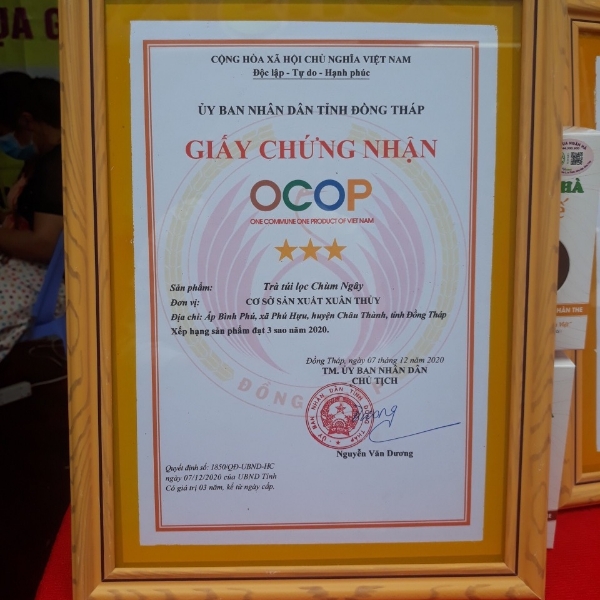 CỘNG HÒA XÃ HỘI CHỦ NGHĨA VIỆT NAM
Độc lập - Tự do - Hạnh phúc
ỦY BAN NHÂN DÂN TỈNH ĐỒNG THÁP
GIẤY CHỨNG NHẬN
OCOP
ONE COMMUNE ONE PRODUCT OF VIETNAM
Sản phẩm: Trà túi lọc Chùm Ngây
Đơn vị: CƠ SỞ SẢN XUẤT XUÂN THỦY
Địa chỉ: Ấp Bình Phú, xã Phú Hựu, huyện Châu Thành, tỉnh Đồng Tháp
Xếp hạng sản phẩm đạt 3 sao năm 2020.
Đồng Tháp, ngày 07 tháng 12 năm 2020
TM. ỦY BAN NHÂN DÂN
CHỦ TỊCH
Nguyễn Văn Dương
Quyết định số: 1850/QĐ-UBND-HC
ngày 07/12/2020 của UBND Tỉnh
Có giá trị 03 năm, kể từ ngày cấp.